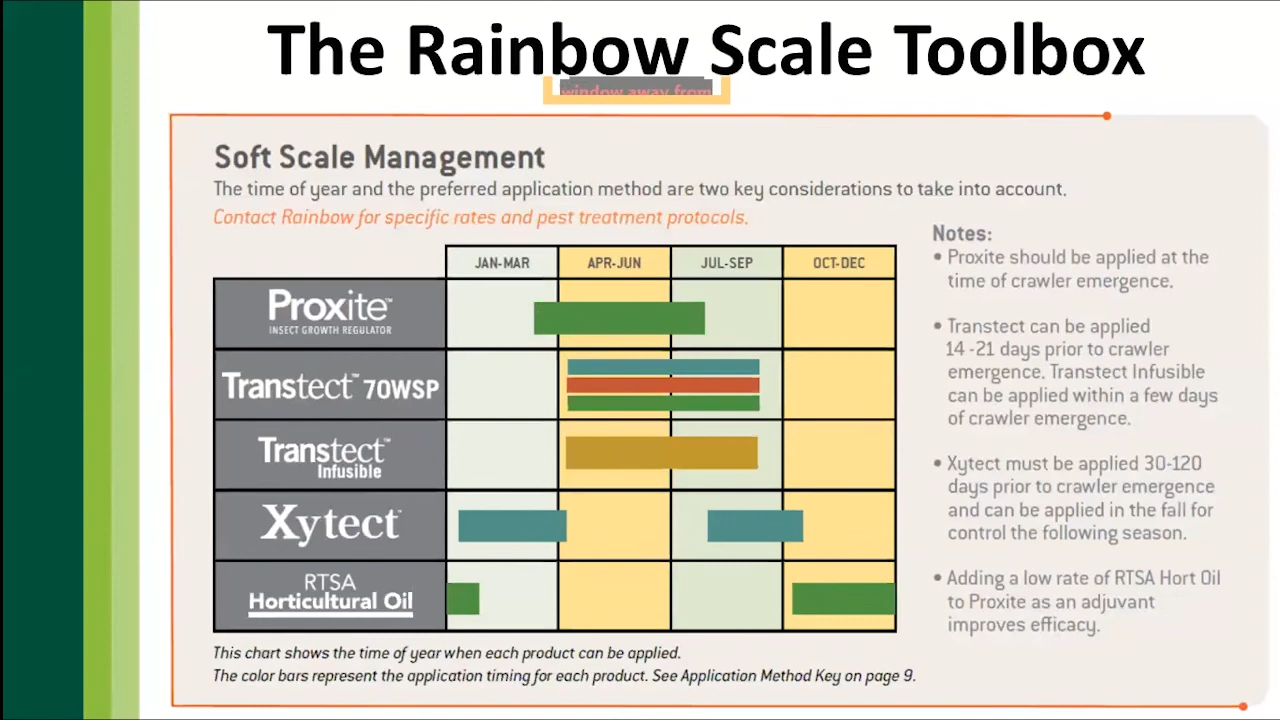 The Rainbow Scale Toolbox
window away from
Soft Scale Management
The time of year and the preferred application method are two key considerations to take into account.
Contact Rainbow for specific rates and pest treatment protocols.
JAN-MAR APR-JUN JUL-SEP OCT-DEC
Proxite™
INSECT GROWTH REGULATOR
Transtect™ 70WSP
Transtect™
Infusible
Xytect™
RTSA
Horticultural Oil
This chart shows the time of year when each product can be applied.
The color bars represent the application timing for each product. See Application Method Key on page 9.
Notes:
• Proxite should be applied at the
time of crawler emergence.
• Transtect can be applied
14 -21 days prior to crawler
emergence. Transtect Infusible
can be applied within a few days
of crawler emergence.
• Xytect must be applied 30-120
days prior to crawler emergence
and can be applied in the fall for
control the following season.
• Adding a low rate of RTSA Hort Oil
to Proxite as an adjuvant
improves efficacy.